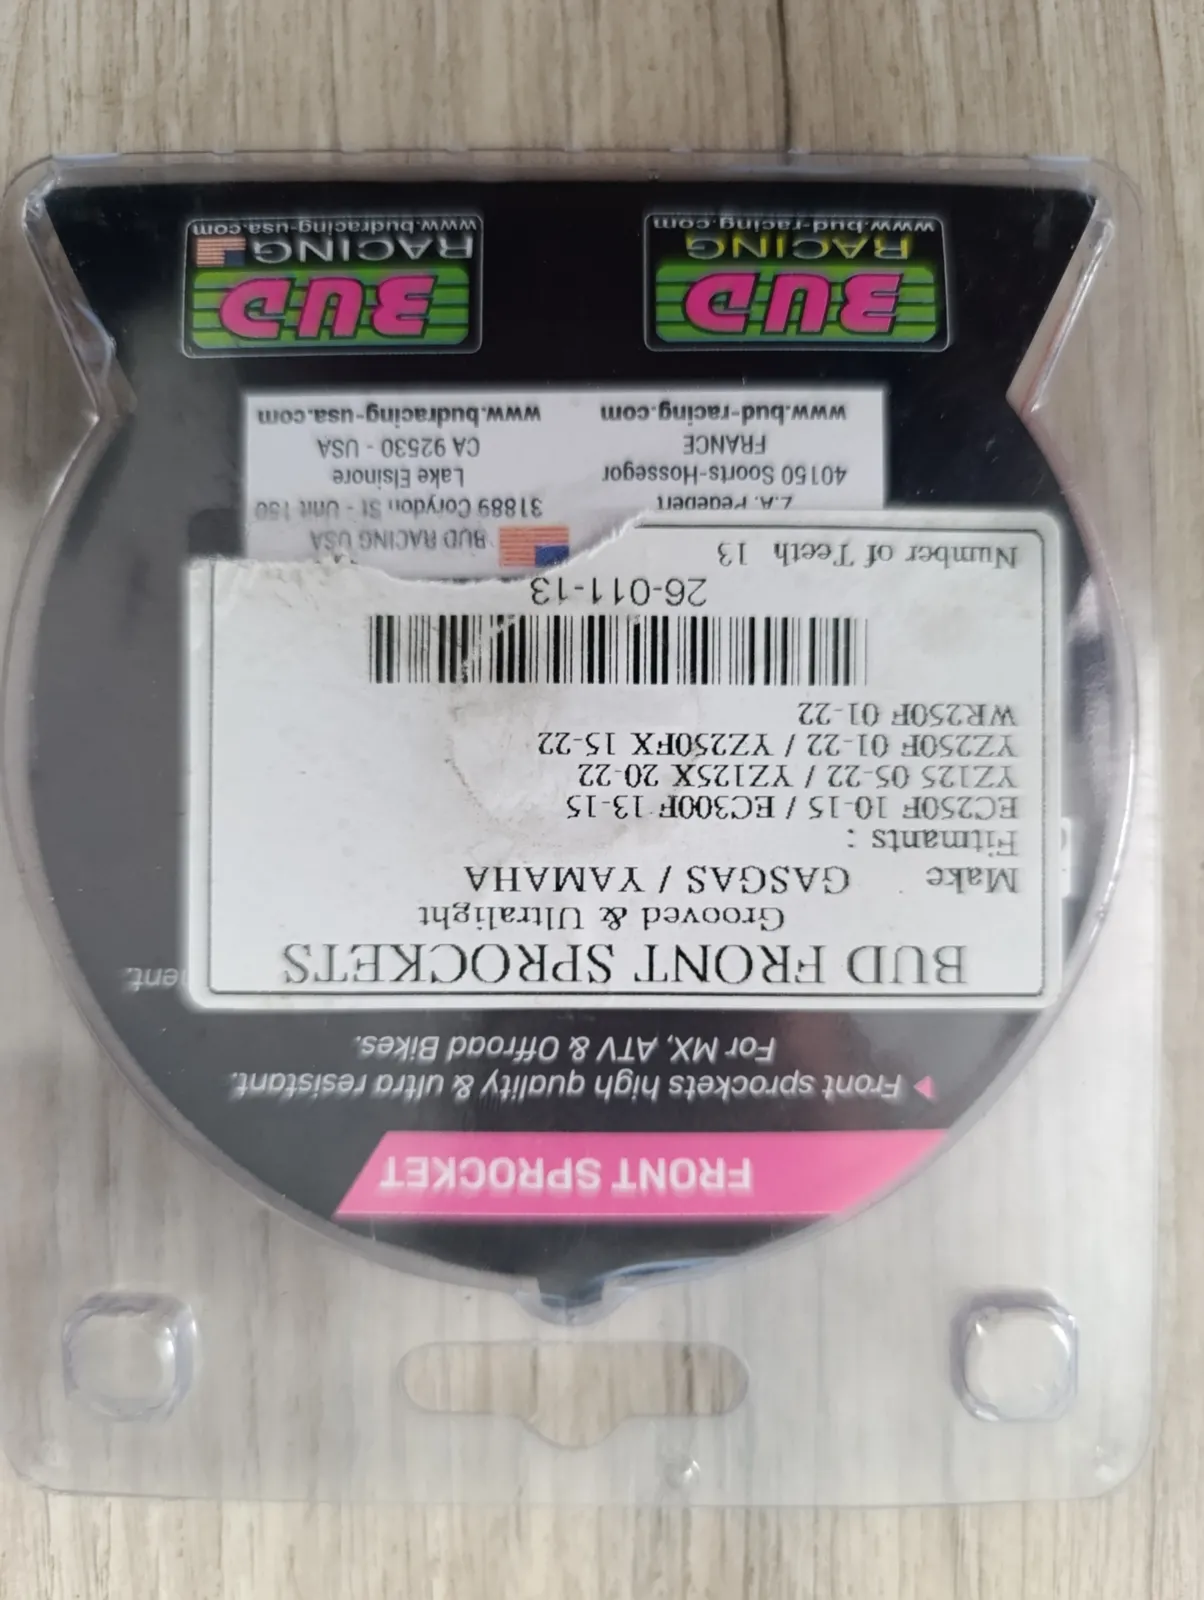 FRONT SPROCKET
Front sprockets high quality & ultra resistant.
For MX, ATV & Offroad Bikes.
BUD FRONT SPROCKETS
Grooved & Ultralight
Make GASGAS / YAMAHA
Fitmants :
EC250F 10-15 / EC300F 13-15
YZ125 05-22 / YZ125X 20-22
YZ250F 01-22 / YZ250FX 15-22
WR250F 01-22
26-011-13
Number of Teeth 13
Z.A. Pedebert
40150 Soorts-Hossegor
FRANCE
www.bud-racing.com
BUD RACING USA
31889 Corydon St - Unit 150
Lake Elsinore
CA 92530 - USA
www.budracing-usa.com
BUD
RACING
www.bud-racing.com
BUD
RACING
www.budracing-usa.com